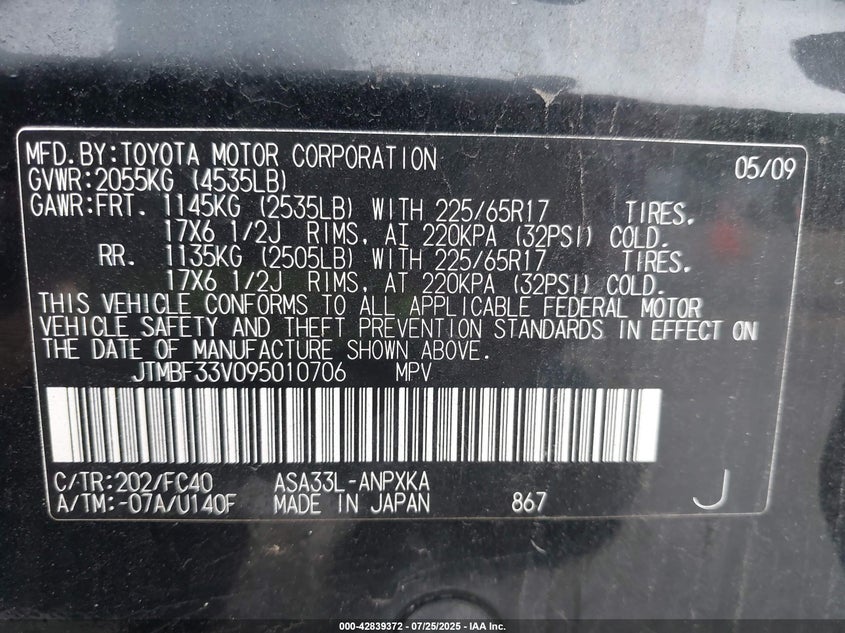 MFD.BY:TOYOTA MOTOR CORPORATION 05/09
GVWR:2055KG (4535LB)
GAWR:FRT. 1145KG (2535LB) WITH 225/65R17 TIRES,
17X6 1/2J RIMS, AT 220KPA (32PSI) COLD.
RR. 1135KG (2505LB) WITH 225/65R17 TIRES,
17X6 1/2J RIMS, AT 220KPA (32PSI) COLD.
THIS VEHICLE CONFORMS TO ALL APPLICABLE FEDERAL MOTOR
VEHICLE SAFETY AND THEFT PREVENTION STANDARDS IN EFFECT ON
THE DATE OF MANUFACTURE SHOWN ABOVE.
JTMBF33V095010706 MPV
C/TR:202/FC40 ASA33L-ANPXKA
A/TM:-07A/U140F MADE IN JAPAN 867 J
000-42839372 - 07/25/2025 - IAA Inc.